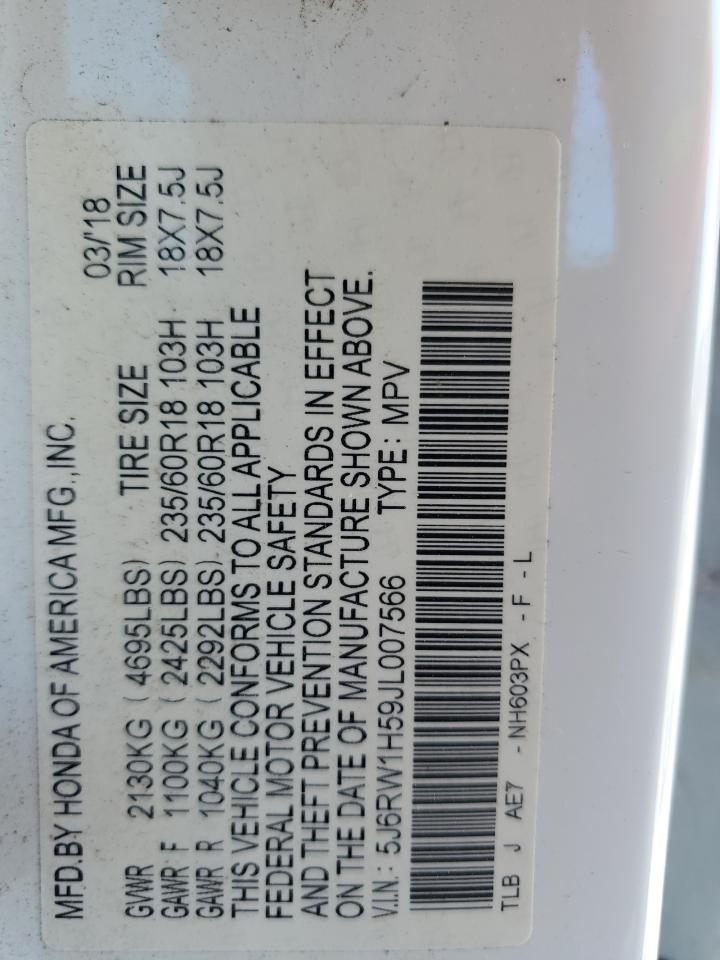 MFD.BY HONDA OF AMERICA MFG.,INC. 03/'18
GVWR 2130KG ( 4695LBS) TIRE SIZE RIM SIZE
GAWR F 1100KG ( 2425LBS) 235/60R18 103H 18X7.5J
GAWR R 1040KG ( 2292LBS) 235/60R18 103H 18X7.5J
THIS VEHICLE CONFORMS TO ALL APPLICABLE
FEDERAL MOTOR VEHICLE SAFETY
AND THEFT PREVENTION STANDARDS IN EFFECT
ON THE DATE OF MANUFACTURE SHOWN ABOVE.
V.I.N.: 5J6RW1H59JL007566 TYPE: MPV
TLB J AE7 -NH603PX -F-L